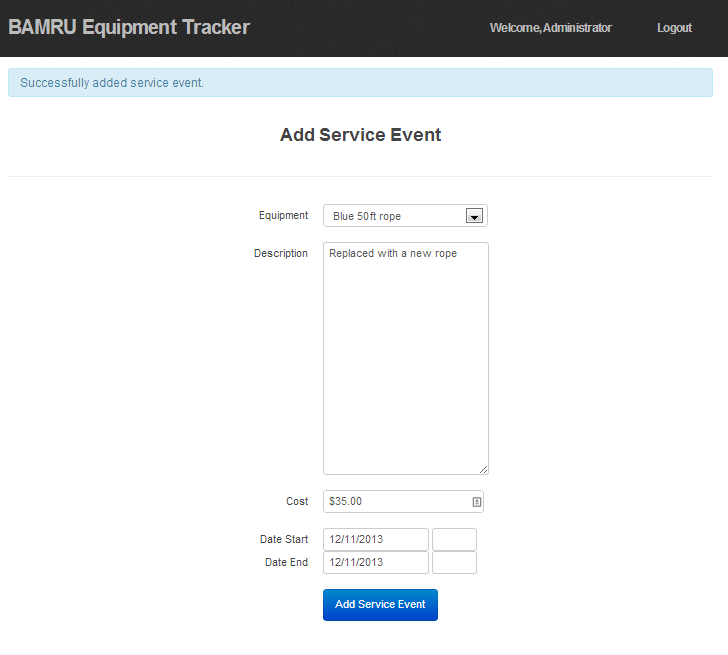 BAMRU Equipment Tracker Welcome, Administrator Logout
Successfully added service event.
Add Service Event
Equipment Blue 50ft rope
Description Replaced with a new rope
Cost $35.00
Date Start 12/11/2013
Date End 12/11/2013
Add Service Event